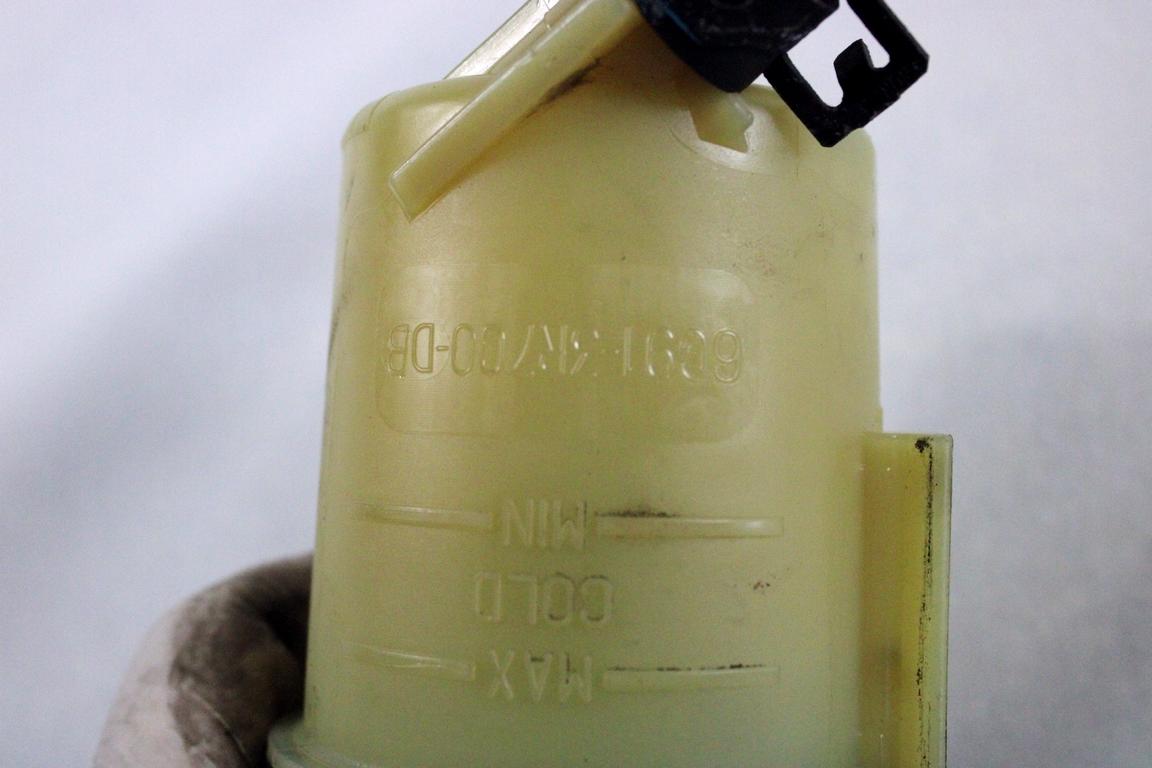 MAX
COLD
MIN
6G91-3R700-DB